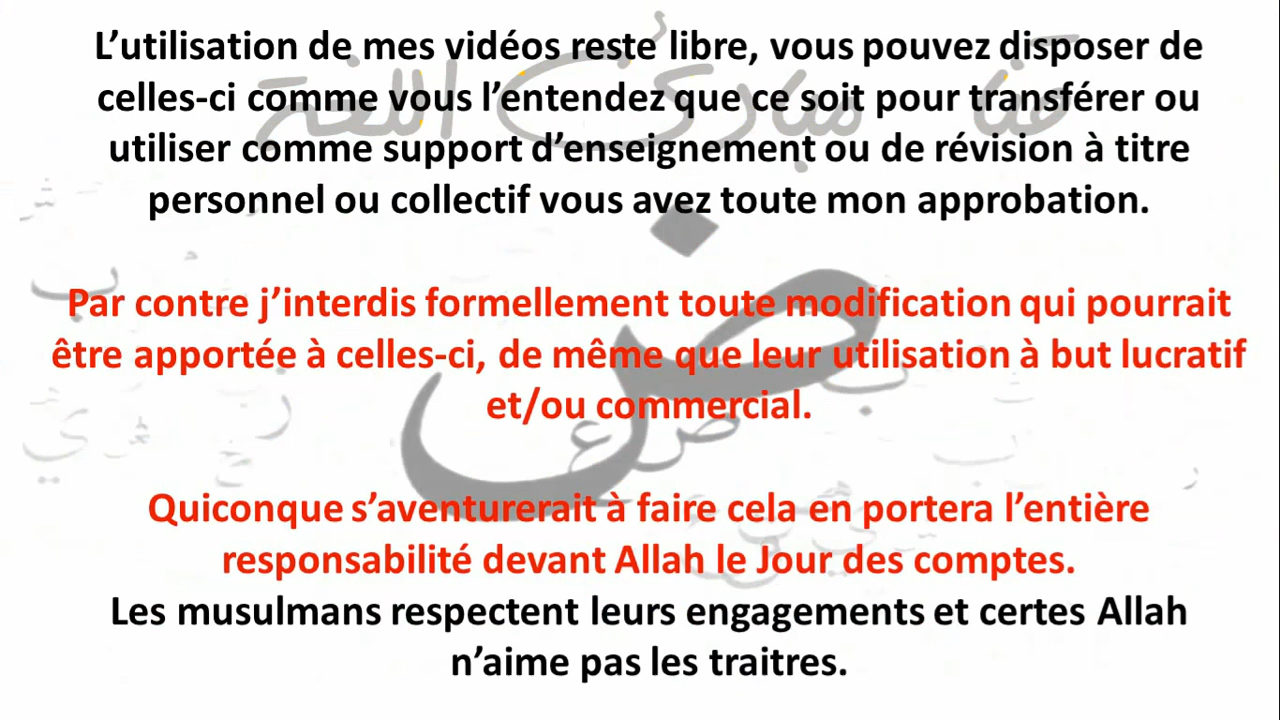 L’utilisation de mes vidéos reste libre, vous pouvez disposer de
celles-ci comme vous l’entendez que ce soit pour transférer ou
utiliser comme support d’enseignement ou de révision à titre
personnel ou collectif vous avez toute mon approbation.
Par contre j’interdis formellement toute modification qui pourrait
être apportée à celles-ci, de même que leur utilisation à but lucratif
et/ou commercial.
Quiconque s’aventurerait à faire cela en portera l’entière
responsabilité devant Allah le Jour des comptes.
Les musulmans respectent leurs engagements et certes Allah
n’aime pas les traitres.
ض